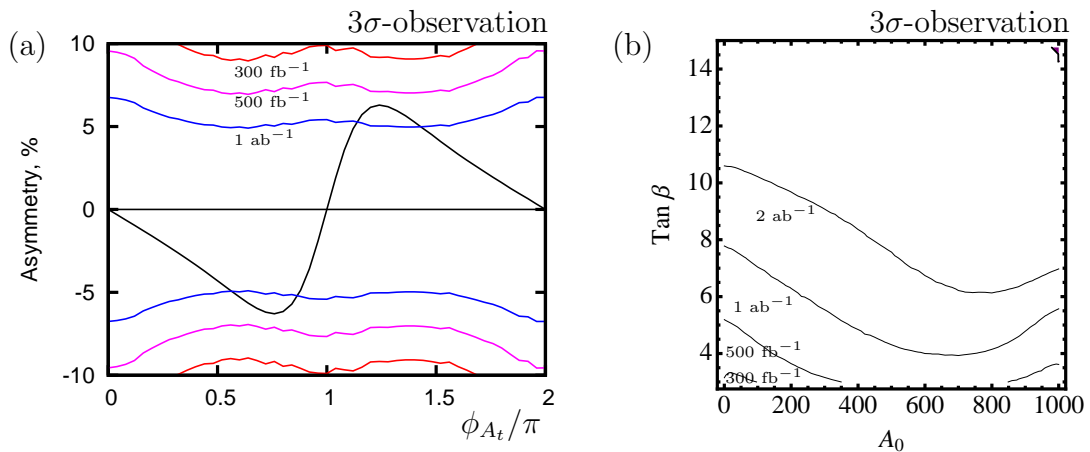 (a)
3σ-observation
Asymmetry, %
10
5
0
-5
-10
300 fb⁻¹
500 fb⁻¹
1 ab⁻¹
0
0.5
1
1.5
2
ϕ_{A_t}/π
(b)
3σ-observation
Tan β
14
12
10
8
6
4
2 ab⁻¹
1 ab⁻¹
500 fb⁻¹
300 fb⁻¹
0
200
400
600
800
1000
A₀